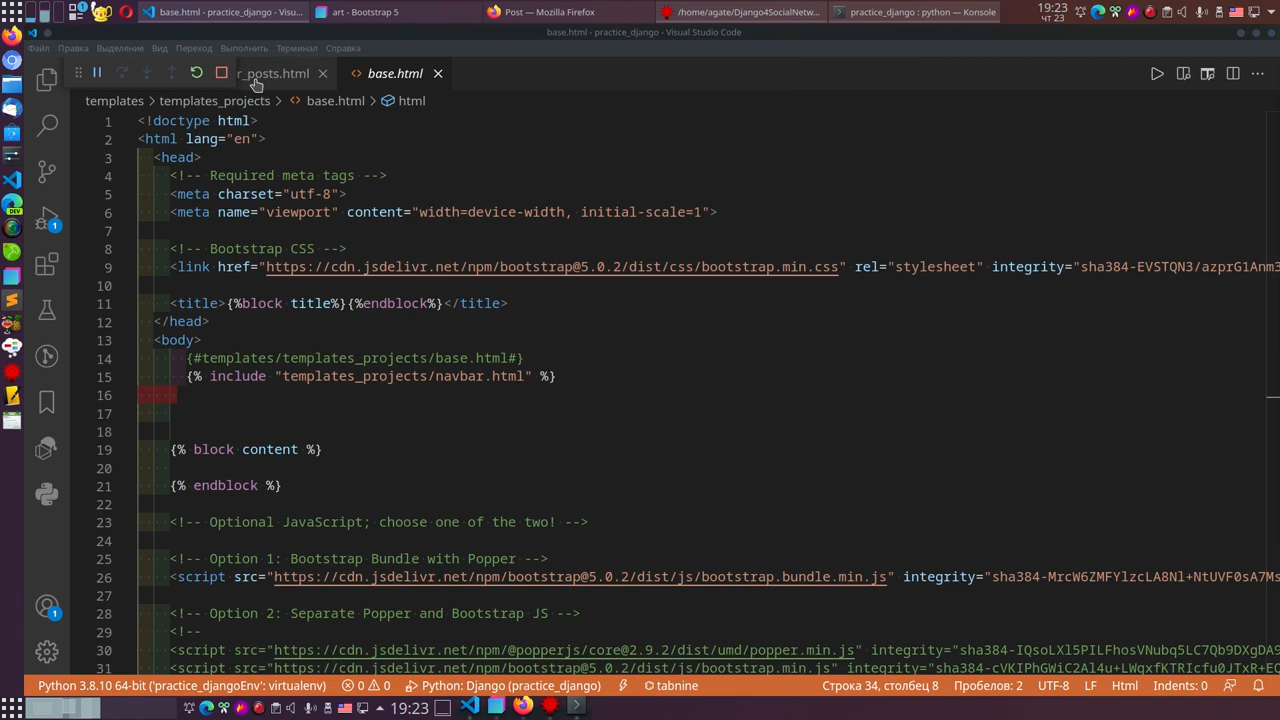 base.html - practice_django - Visu...
art - Bootstrap 5
Post — Mozilla Firefox
/home/agate/Django4SocialNetw...
practice_django : python — Konsole
19:23
чт 23
base.html - practice_django - Visual Studio Code
Файл Правка Выделение Вид Переход Выполнить Терминал Справка
r_posts.html
base.html
templates > templates_projects > base.html > html
1 <!doctype html>
2 <html lang="en">
3 <head>
4 <!-- Required meta tags -->
5 <meta charset="utf-8">
6 <meta name="viewport" content="width=device-width, initial-scale=1">
7
8 <!-- Bootstrap CSS -->
9 <link href="https://cdn.jsdelivr.net/npm/bootstrap@5.0.2/dist/css/bootstrap.min.css" rel="stylesheet" integrity="sha384-EVSTQN3/azprG1Anm3
10
11 <title>{%block title%}{%endblock%}</title>
12 </head>
13 <body>
14 {#templates/templates_projects/base.html#}
15 {% include "templates_projects/navbar.html" %}
16
17
18
19 {% block content %}
20
21 {% endblock %}
22
23 <!-- Optional JavaScript; choose one of the two! -->
24
25 <!-- Option 1: Bootstrap Bundle with Popper -->
26 <script src="https://cdn.jsdelivr.net/npm/bootstrap@5.0.2/dist/js/bootstrap.bundle.min.js" integrity="sha384-MrcW6ZMFYlzcLA8Nl+NtUVF0sA7Ms
27
28 <!-- Option 2: Separate Popper and Bootstrap JS -->
29 <!--
30 <script src="https://cdn.jsdelivr.net/npm/@popperjs/core@2.9.2/dist/umd/popper.min.js" integrity="sha384-IQsoLXl5PILFhosVNubq5LC7Qb9DXgDA9
31 <script src="https://cdn.jsdelivr.net/npm/bootstrap@5.0.2/dist/js/bootstrap.min.js" integrity="sha384-cVKIPhGWiC2Al4u+LWgxfKTRIcfu0JTxR+EQ
1
DEV
1
Python 3.8.10 64-bit ('practice_djangoEnv': virtualenv) 0 0 Python: Django (practice_django) tabnine Строка 34, столбец 8 Пробелов: 2 UTF-8 LF Html Indents: 0
19:23